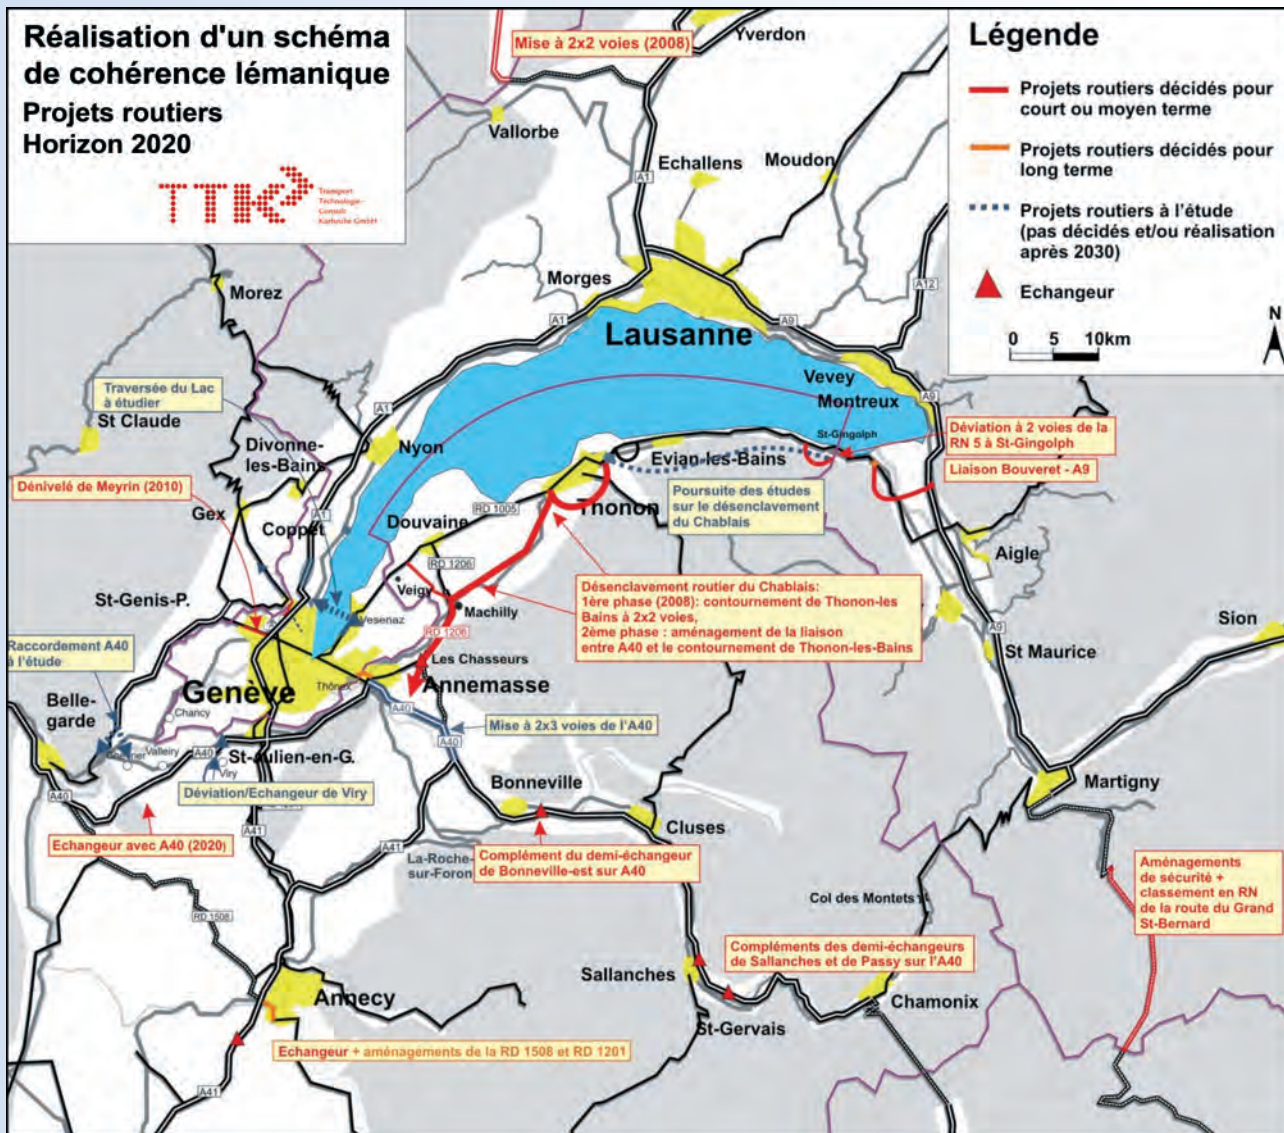 Réalisation d'un schéma
de cohérence lémanique
Projets routiers
Horizon 2020
TTK
Transport
Technologie-
Consult
Karlsruhe GmbH
Légende
Projets routiers décidés pour
court ou moyen terme
Projets routiers décidés pour
long terme
Projets routiers à l'étude
(pas décidés et/ou réalisation
après 2030)
Echangeur
0 5 10km
N
Mise à 2x2 voies (2008)
Yverdon
Vallorbe
Echallens
Moudon
A1
Morges
A1
A9
A12
Morez
Lausanne
Vevey
Montreux
A9
Traversée du Lac
à étudier
St Claude
A1
Nyon
Divonne-
les-Bains
St-Gingolph
Déviation à 2 voies de la
RN 5 à St-Gingolph
Evian-les-Bains
Liaison Bouveret - A9
Dénivelé de Meyrin (2010)
Gex
A1
Coppet
Poursuite des études
sur le désenclavement
du Chablais
RD 1005
Thonon
Douvaine
Aigle
RD 1206
Veigy
Machilly
St-Genis-P.
Vesenaz
Désenclavement routier du Chablais:
1ère phase (2008): contournement de Thonon-les
Bains à 2x2 voies,
2ème phase : aménagement de la liaison
entre A40 et le contournement de Thonon-les-Bains
RD 1206
A9
Sion
St Maurice
Raccordement A40
à l'étude
Les Chasseurs
Genève
Thônex
Annemasse
Belle-
garde
Chancy
A40
Mise à 2x3 voies de l'A40
A40
Valleiry
A40
St-Julien-en-G.
Viry
Déviation/Echangeur de Viry
A40
Bonneville
Martigny
Cluses
A41
Echangeur avec A40 (2020)
A41
La-Roche-
sur-Foron
Complément du demi-échangeur
de Bonneville-est sur A40
Aménagements
de sécurité +
classement en RN
de la route du Grand
St-Bernard
Col des Montets
RD 1508
Compléments des demi-échangeurs
de Sallanches et de Passy sur l'A40
Sallanches
Annecy
Chamonix
St-Gervais
Echangeur + aménagements de la RD 1508 et RD 1201
A41